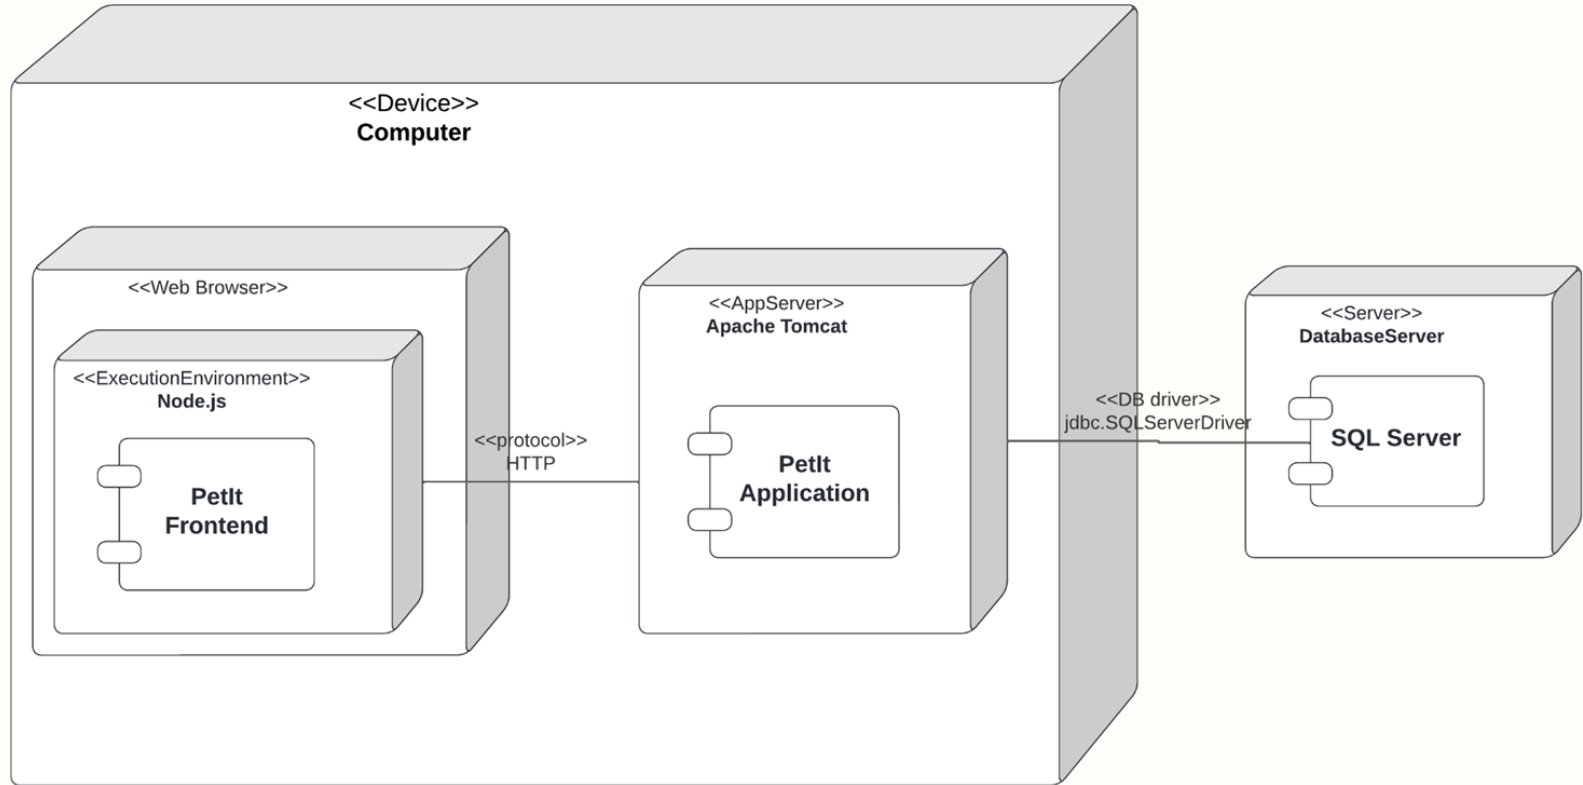 <<Device>>
Computer
<<Web Browser>>
<<ExecutionEnvironment>>
Node.js
PetIt
Frontend
<<protocol>>
HTTP
<<AppServer>>
Apache Tomcat
PetIt
Application
<<DB driver>>
jdbc.SQLServerDriver
<<Server>>
DatabaseServer
SQL Server